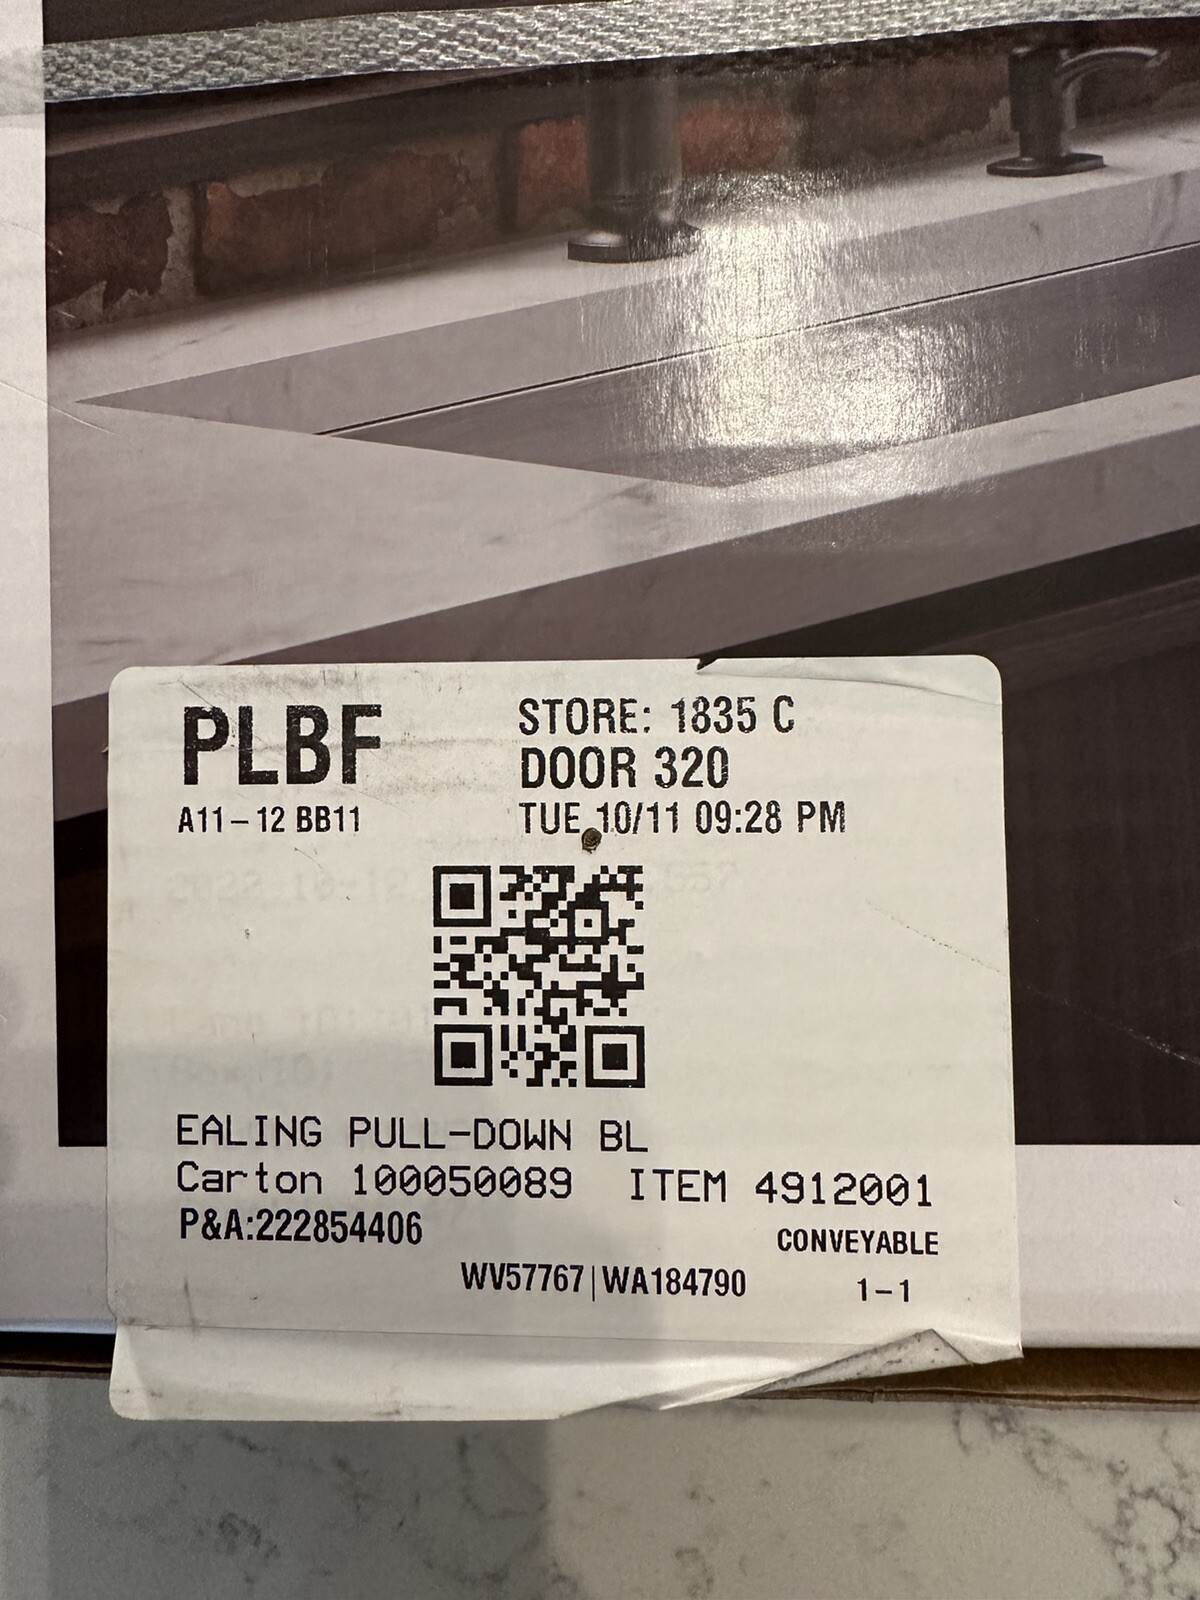 PLBF
STORE: 1835 C
DOOR 320
A11-12 BB11
TUE 10/11 09:28 PM
EALING PULL-DOWN BL
Carton 100050089 ITEM 4912001
P&A:222854406
CONVEYABLE
WV57767|WA184790
1-1